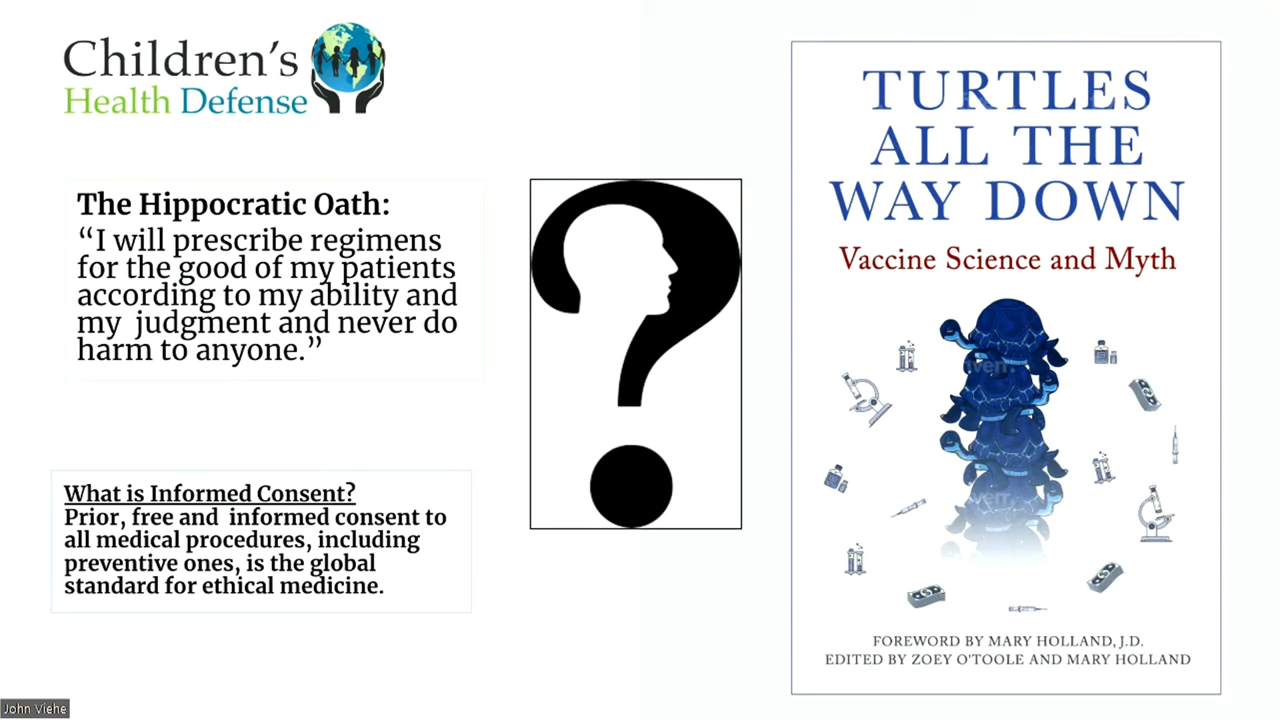 Children's
Health Defense
The Hippocratic Oath:
“I will prescribe regimens
for the good of my patients
according to my ability and
my judgment and never do
harm to anyone.”
What is Informed Consent?
Prior, free and informed consent to
all medical procedures, including
preventive ones, is the global
standard for ethical medicine.
TURTLES
ALL THE
WAY DOWN
Vaccine Science and Myth
FOREWORD BY MARY HOLLAND, J.D.
EDITED BY ZOEY O'TOOLE AND MARY HOLLAND
John Viehe